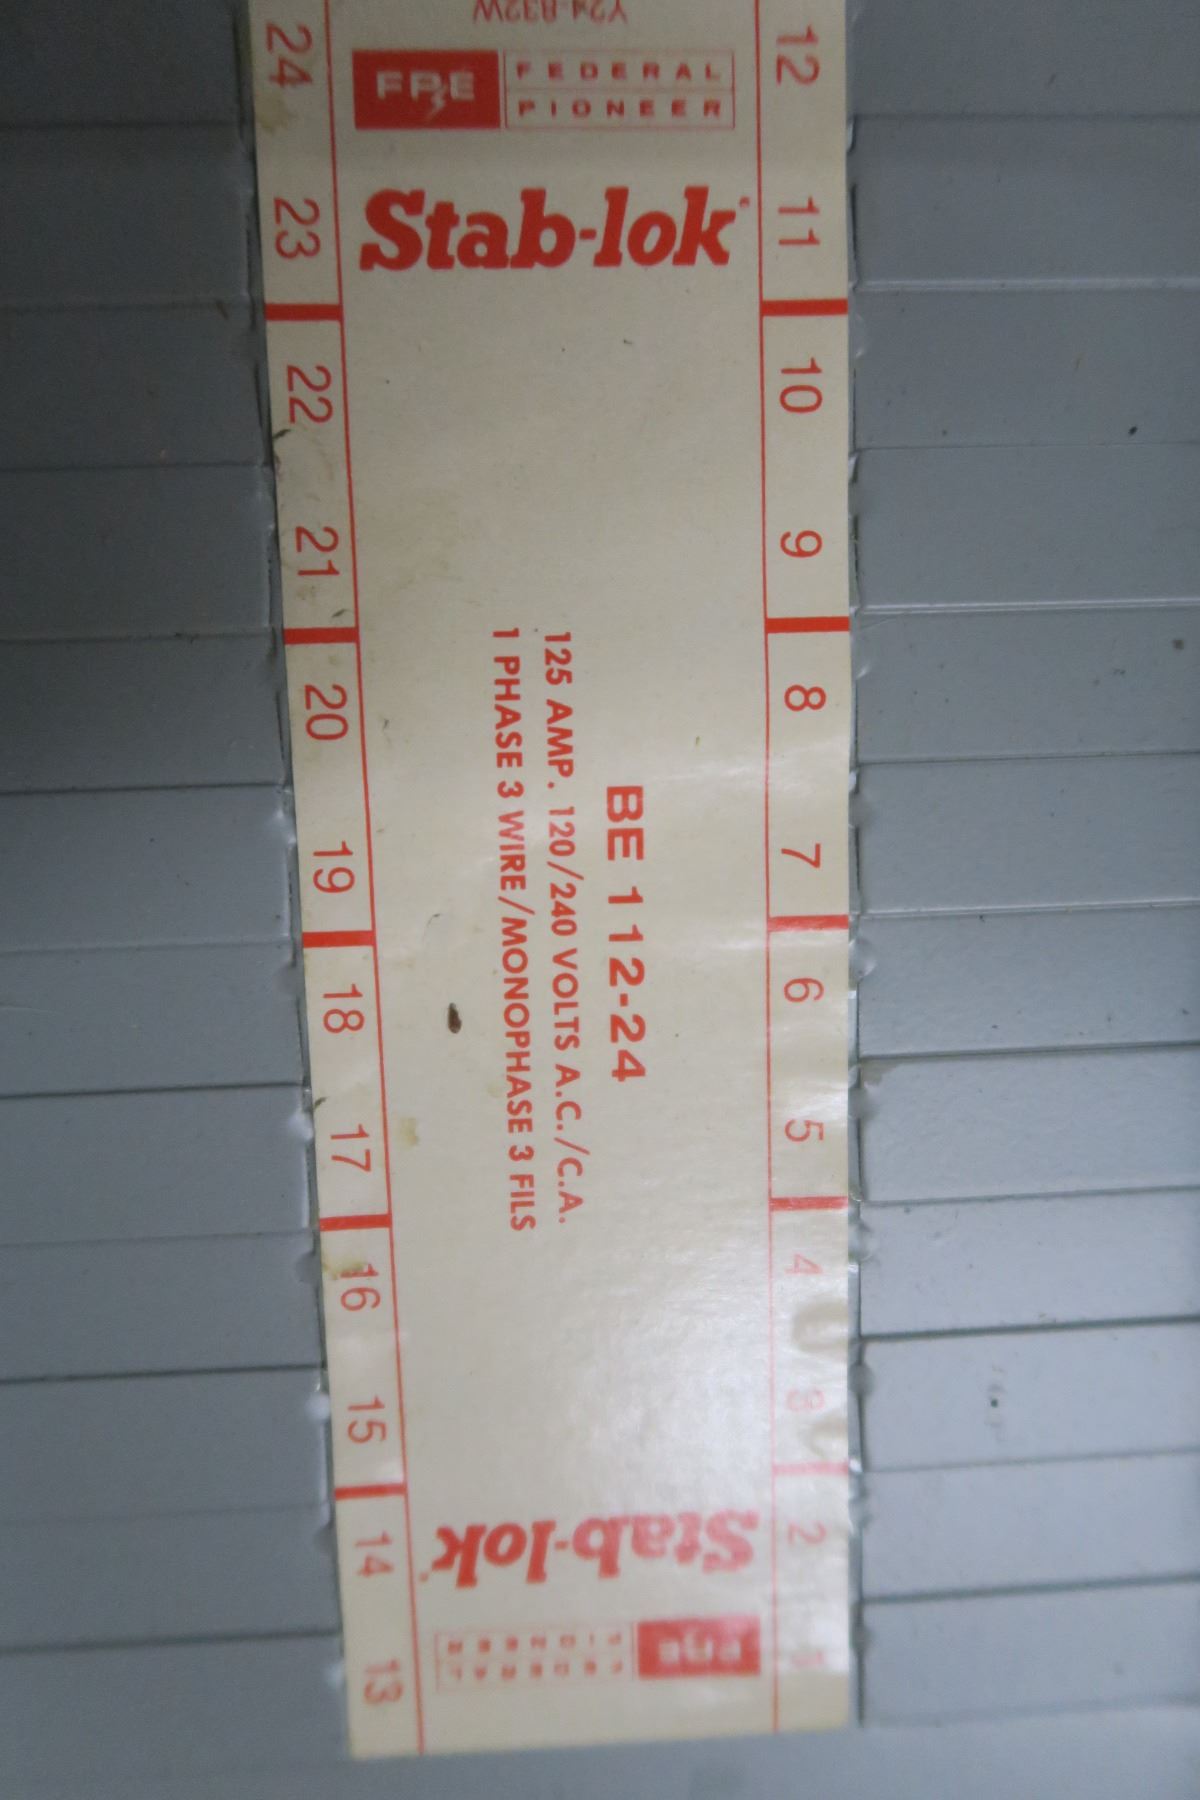 Y24-832W
FPE
FEDERAL
PIONEER
Stab-lok
BE 112-24
125 AMP. 120/240 VOLTS A.C./C.A.
1 PHASE 3 WIRE/MONOPHASE 3 FILS
24
23
22
21
20
19
18
17
16
15
14
13
12
11
10
9
8
7
6
5
4
3
2
1
Stab-lok
FPE
FEDERAL
PIONEER